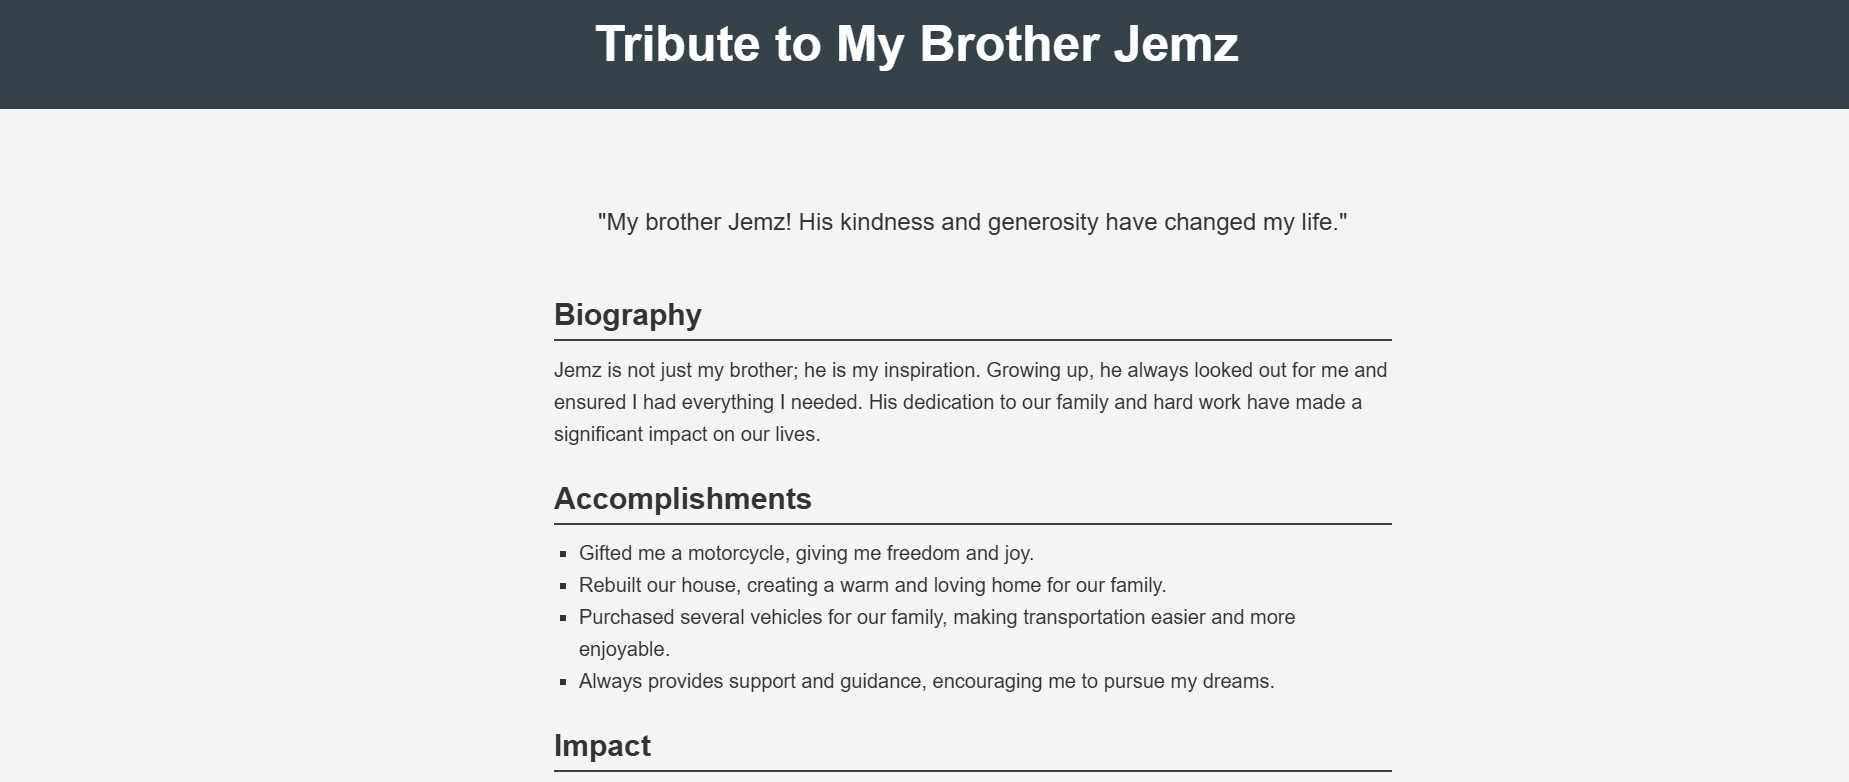 Tribute to My Brother Jemz
"My brother Jemz! His kindness and generosity have changed my life."
Biography
Jemz is not just my brother; he is my inspiration. Growing up, he always looked out for me and
ensured I had everything I needed. His dedication to our family and hard work have made a
significant impact on our lives.
Accomplishments
Gifted me a motorcycle, giving me freedom and joy.
Rebuilt our house, creating a warm and loving home for our family.
Purchased several vehicles for our family, making transportation easier and more
enjoyable.
Always provides support and guidance, encouraging me to pursue my dreams.
Impact